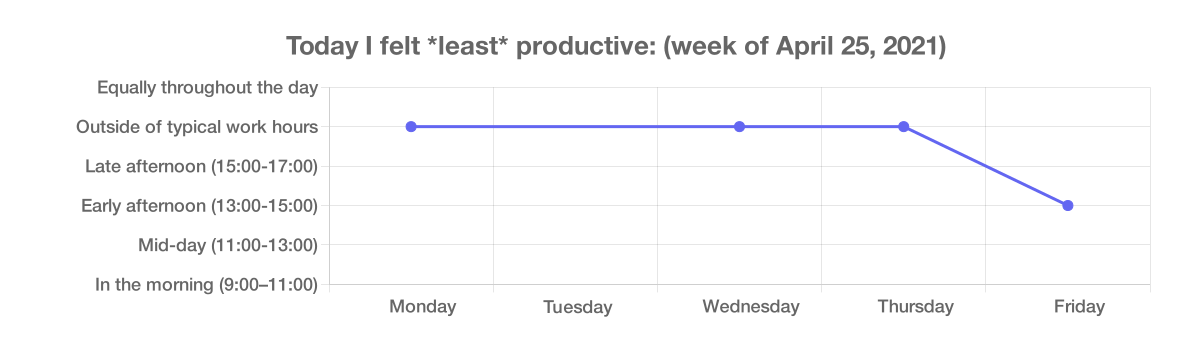 Today I felt *least* productive: (week of April 25, 2021)
Equally throughout the day
Outside of typical work hours
Late afternoon (15:00-17:00)
Early afternoon (13:00-15:00)
Mid-day (11:00-13:00)
In the morning (9:00–11:00)
Monday Tuesday Wednesday Thursday Friday